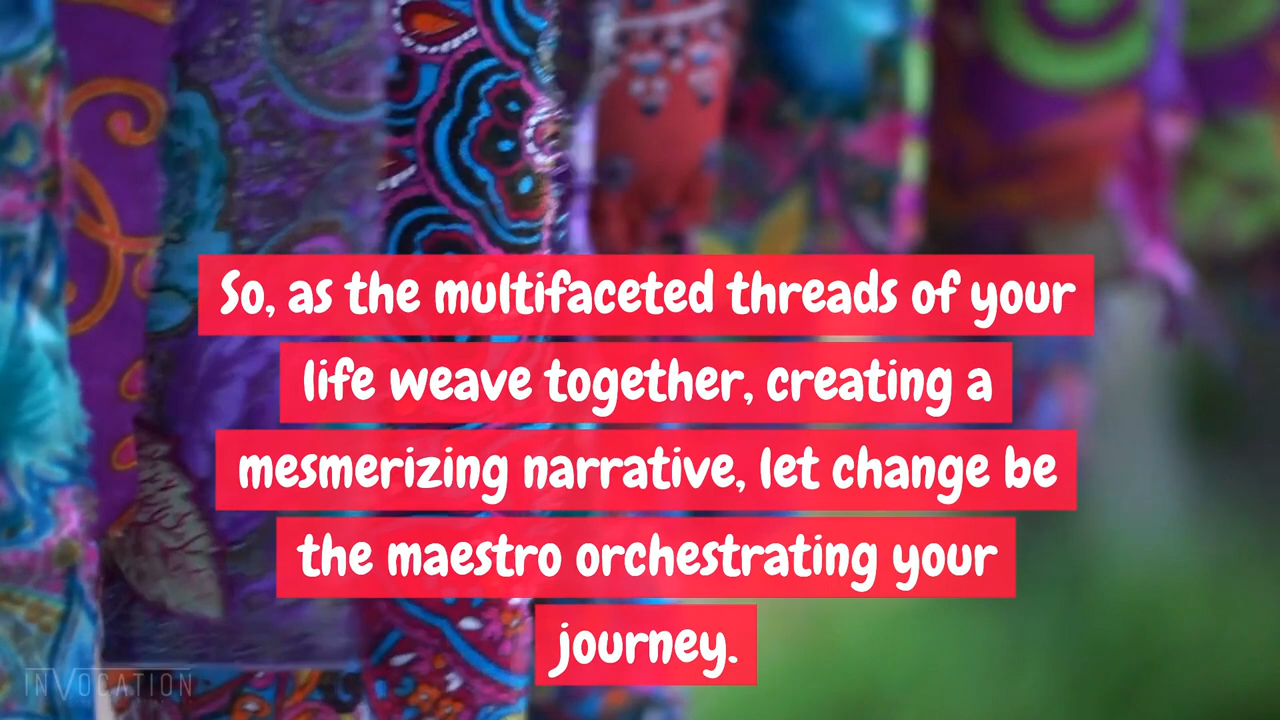 So, as the multifaceted threads of your
life weave together, creating a
mesmerizing narrative, let change be
the maestro orchestrating your
journey.
INVOCATION